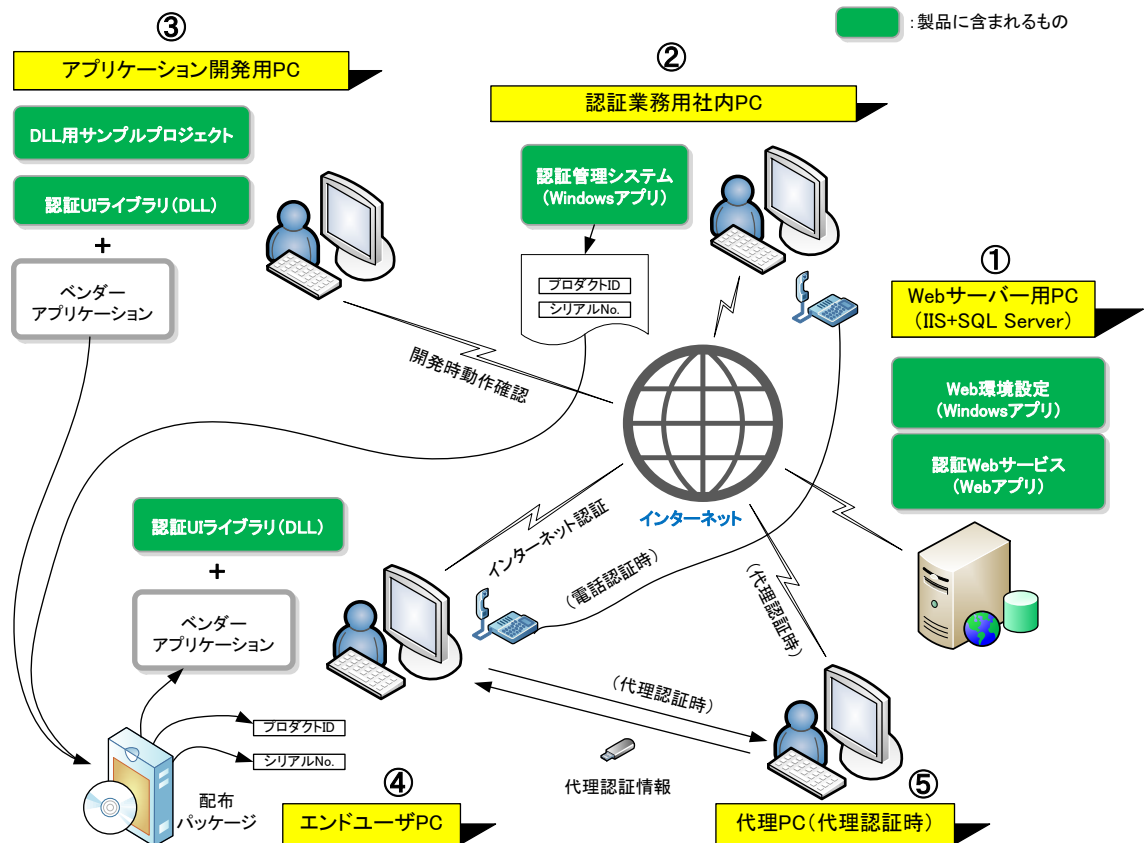 :製品に含まれるもの
③
アプリケーション開発用PC
DLL用サンプルプロジェクト
認証UIライブラリ(DLL)
+
ベンダー
アプリケーション
開発時動作確認
②
認証業務用社内PC
認証管理システム
(Windowsアプリ)
プロダクトID
シリアルNo.
①
Webサーバー用PC
(IIS+SQL Server)
Web環境設定
(Windowsアプリ)
認証Webサービス
(Webアプリ)
インターネット
認証UIライブラリ(DLL)
+
ベンダー
アプリケーション
インターネット認証
(電話認証時)
(代理認証時)
(代理認証時)
プロダクトID
シリアルNo.
代理認証情報
配布
パッケージ
④
エンドユーザPC
⑤
代理PC(代理認証時)